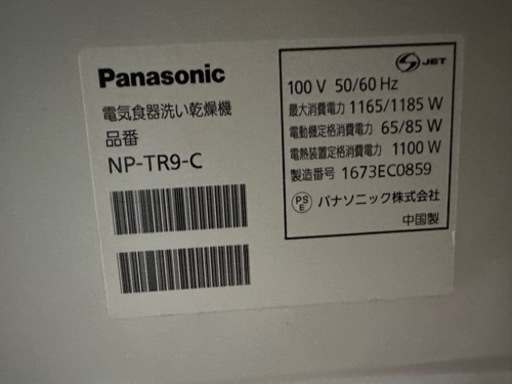 Panasonic
電気食器洗い乾燥機
品番
NP-TR9-C
JET
100 V 50/60 Hz
最大消費電力 1165/1185 W
電動機定格消費電力 65/85 W
電熱装置定格消費電力 1100 W
製造番号 1673EC0859
PS
E
パナソニック株式会社
中国製